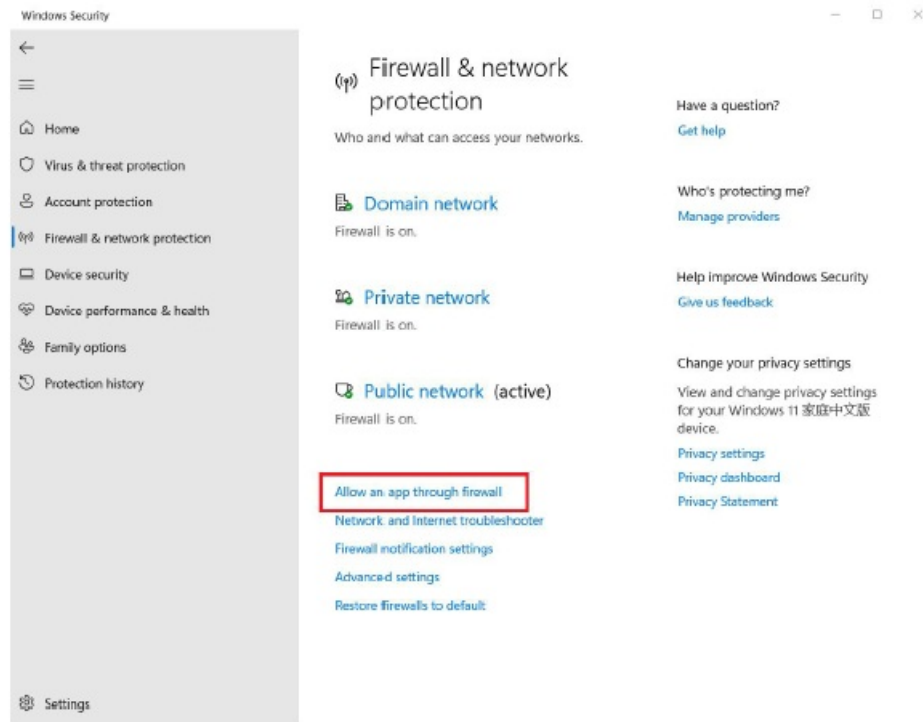 Windows Security
Home
Virus & threat protection
Account protection
Firewall & network protection
Device security
Device performance & health
Family options
Protection history
Settings
Firewall & network
protection
Who and what can access your networks.
Domain network
Firewall is on.
Private network
Firewall is on.
Public network (active)
Firewall is on.
Allow an app through firewall
Network and Internet troubleshooter
Firewall notification settings
Advanced settings
Restore firewalls to default
Have a question?
Get help
Who's protecting me?
Manage providers
Help improve Windows Security
Give us feedback
Change your privacy settings
View and change privacy settings
for your Windows 11 家庭中文版
device.
Privacy settings
Privacy dashboard
Privacy Statement